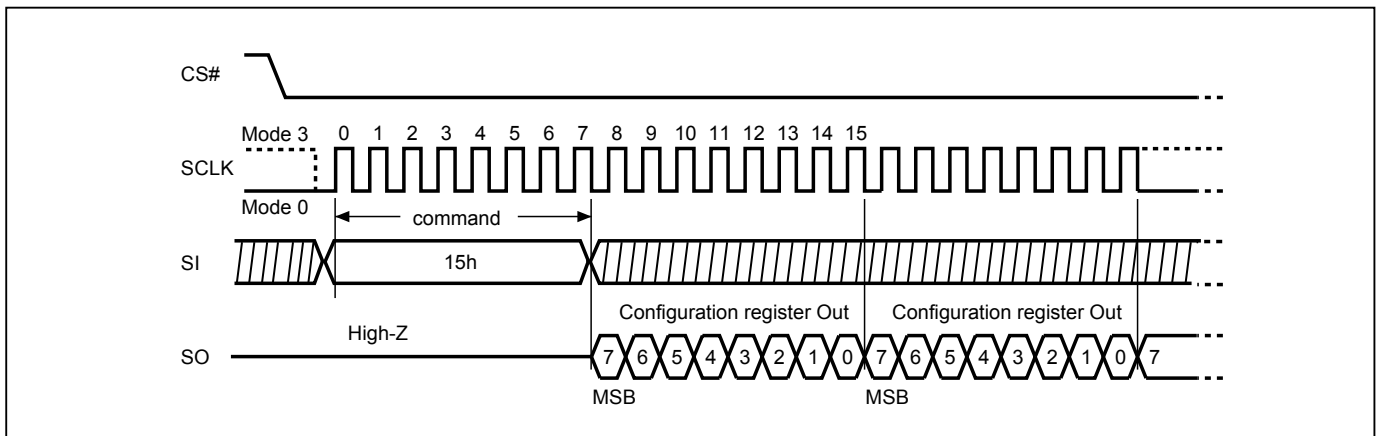 CS#
Mode 3 0 1 2 3 4 5 6 7 8 9 10 11 12 13 14 15
SCLK
Mode 0
command
SI 15h
Configuration register Out Configuration register Out
High-Z
SO 7 6 5 4 3 2 1 0 7 6 5 4 3 2 1 0 7
MSB MSB